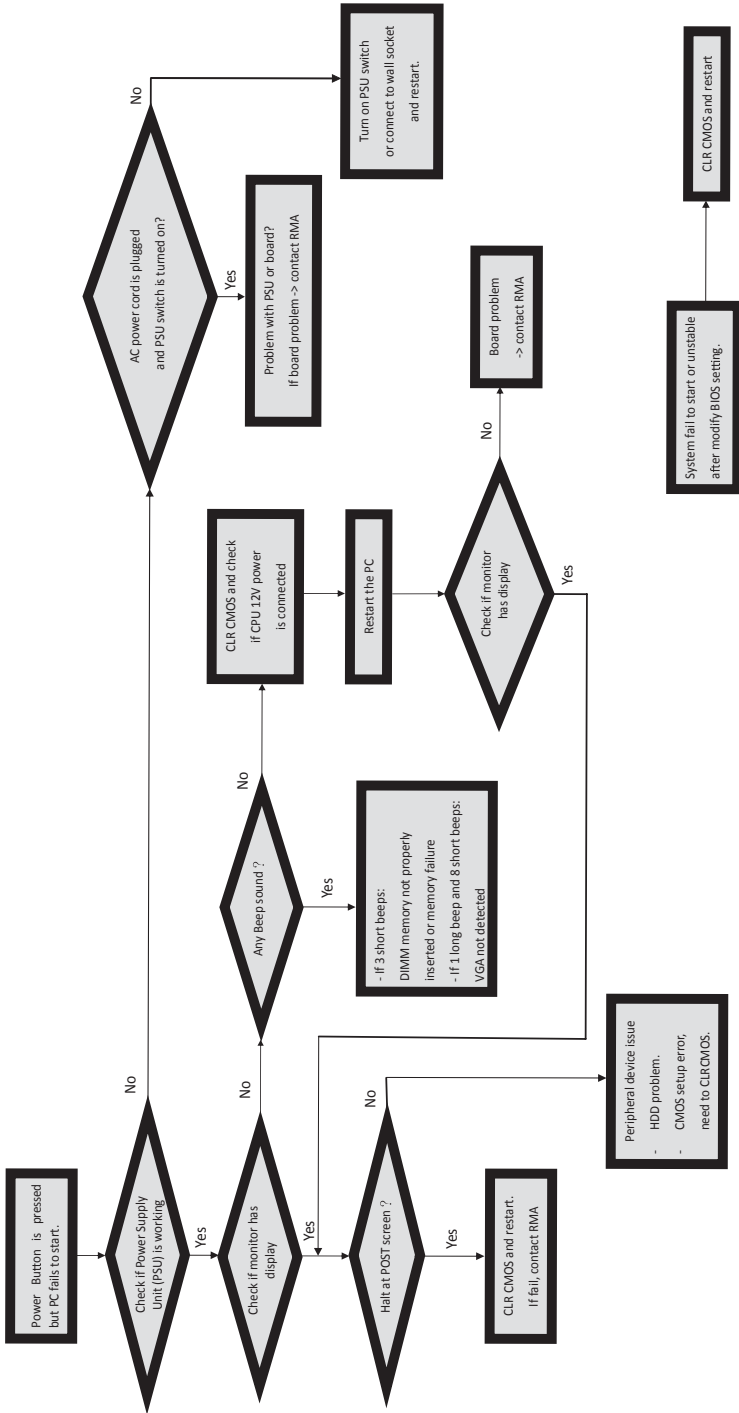 Power Button is pressed
but PC fails to start.
Check if Power Supply
Unit (PSU) is working
No
AC power cord is plugged
and PSU switch is turned on?
No
Turn on PSU switch
or connect to wall socket
and restart.
Yes
Problem with PSU or board?
If board problem -> contact RMA
Yes
Check if monitor has
display
No
Any Beep sound ?
No
CLR CMOS and check
if CPU 12V power
is connected
Restart the PC
Check if monitor
has display
No
Board problem
-> contact RMA
Yes
Yes
- If 3 short beeps:
DIMM memory not properly
inserted or memory failure
- If 1 long beep and 8 short beeps:
VGA not detected
Yes
Halt at POST screen ?
No
Peripheral device issue
- HDD problem.
- CMOS setup error,
need to CLRCMOS.
Yes
CLR CMOS and restart.
If fail, contact RMA
System fail to start or unstable
after modify BIOS setting.
CLR CMOS and restart